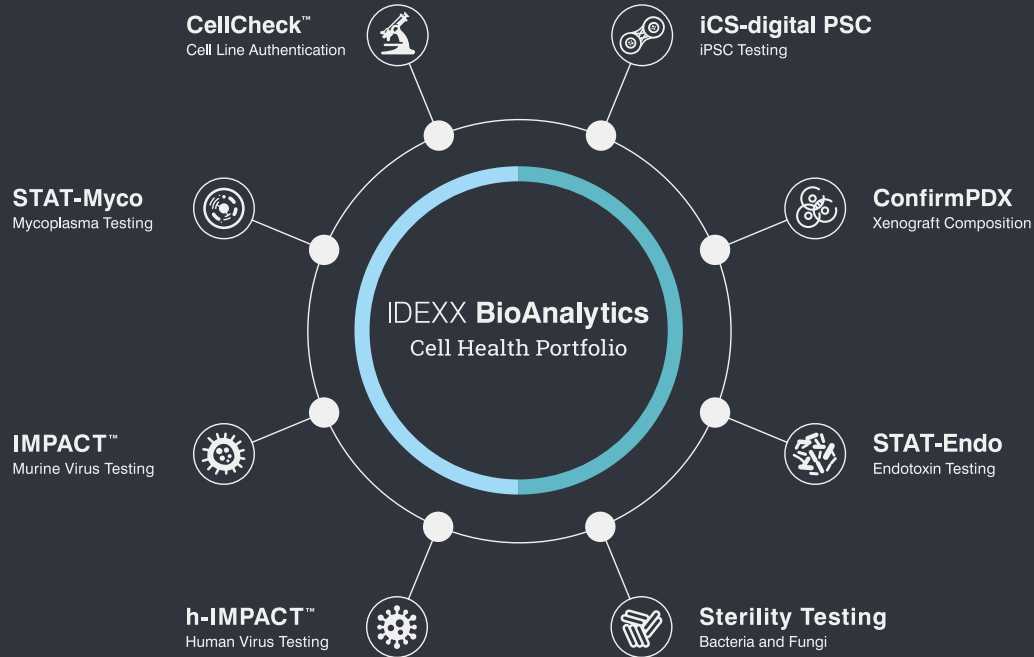 CellCheck™
Cell Line Authentication
iCS-digital PSC
iPSC Testing
STAT-Myco
Mycoplasma Testing
ConfirmPDX
Xenograft Composition
IDEXX BioAnalytics
Cell Health Portfolio
IMPACT™
Murine Virus Testing
STAT-Endo
Endotoxin Testing
h-IMPACT™
Human Virus Testing
Sterility Testing
Bacteria and Fungi